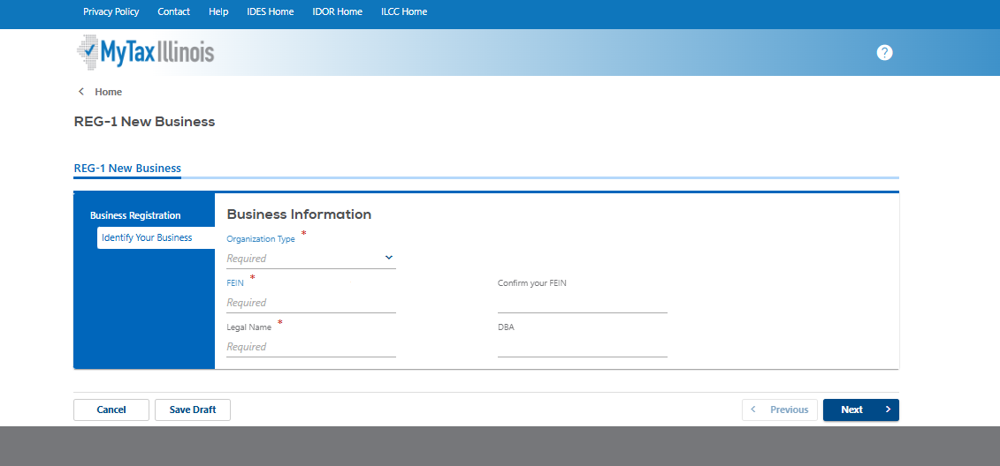 Privacy Policy Contact Help IDES Home IDOR Home ILCC Home
MyTax Illinois
?
Home
REG-1 New Business
REG-1 New Business
Business Registration
Identify Your Business
Business Information
Organization Type *
Required
FEIN * Confirm your FEIN
Required
Legal Name * DBA
Required
Cancel Save Draft Previous Next